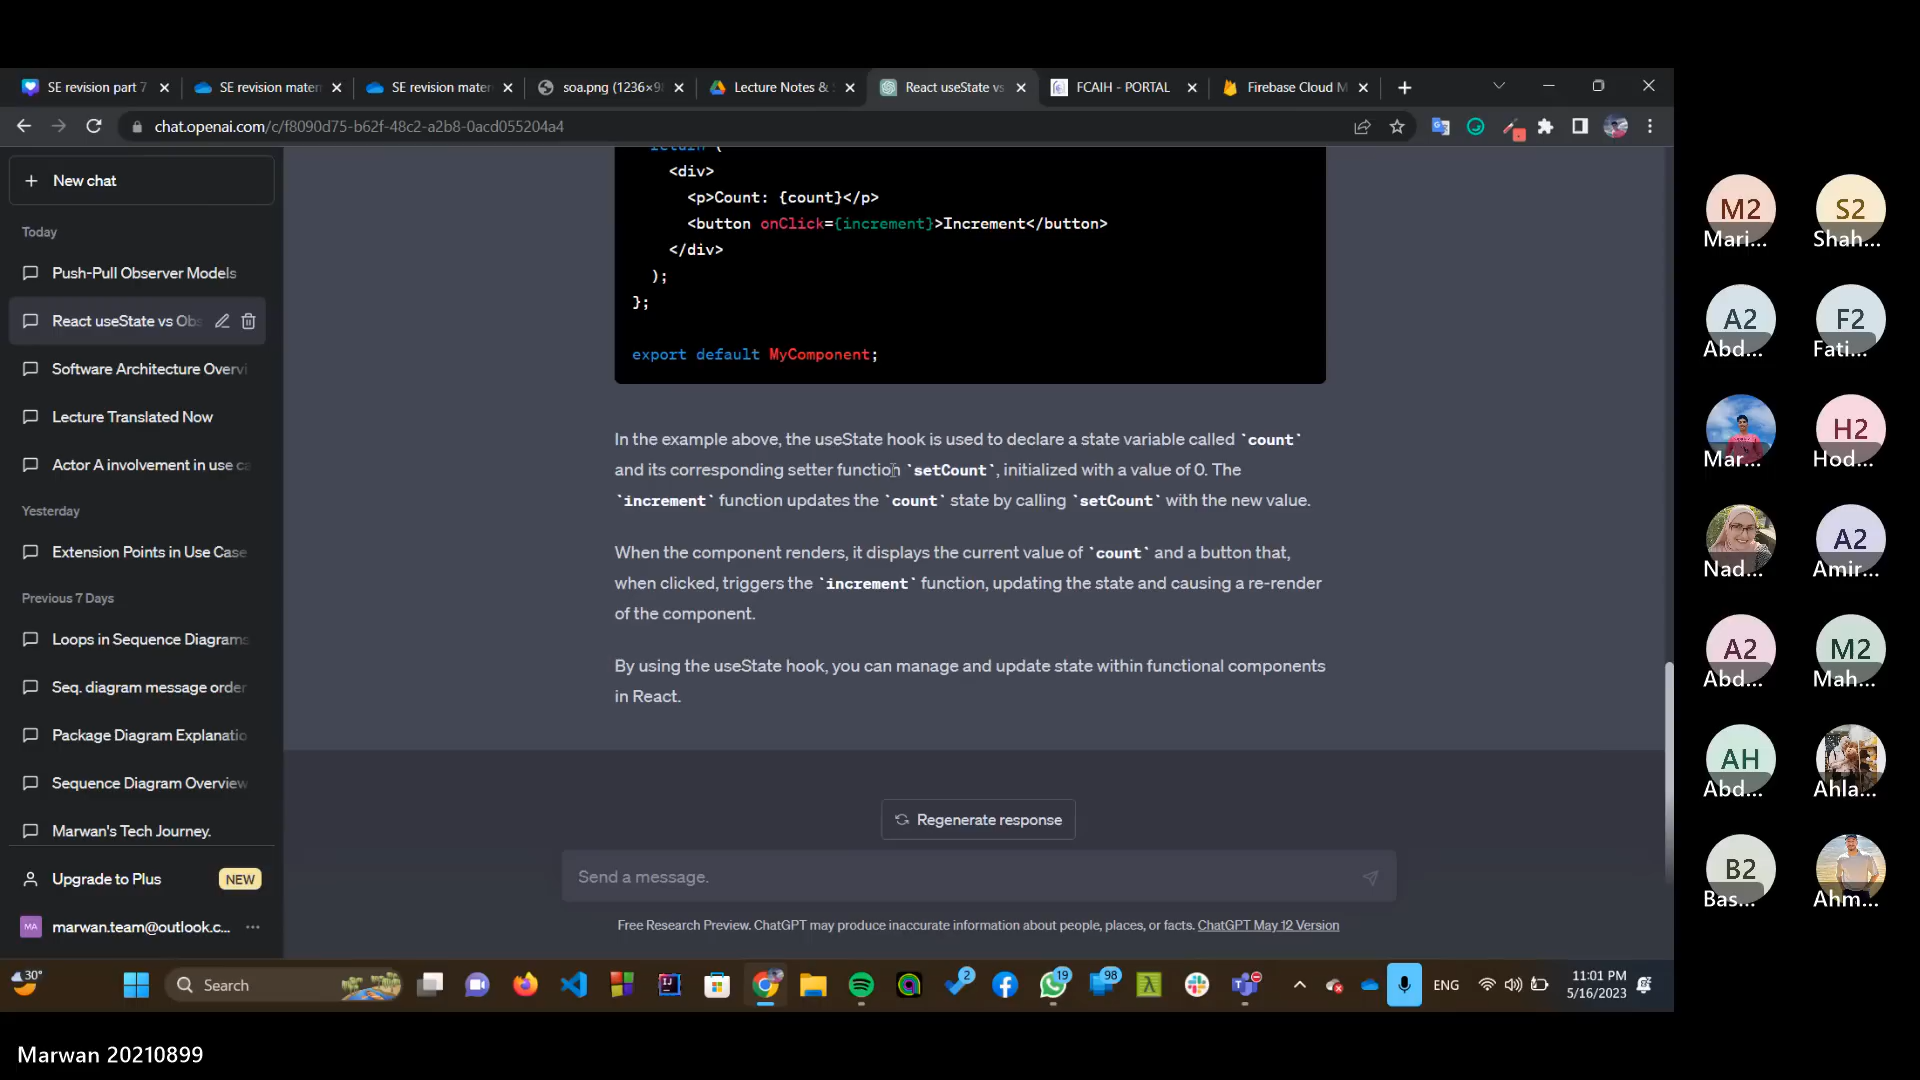 SE revision part 7
SE revision mater
SE revision mater
soa.png (1236×9
Lecture Notes &
React useState vs
FCAIH - PORTAL
Firebase Cloud M
chat.openai.com/c/f8090d75-b62f-48c2-a2b8-0acd055204a4
New chat
Today
Push-Pull Observer Models
React useState vs Obs
Software Architecture Overvi
Lecture Translated Now
Actor A involvement in use ca
Yesterday
Extension Points in Use Case
Previous 7 Days
Loops in Sequence Diagrams
Seq. diagram message order
Package Diagram Explanatio
Sequence Diagram Overview
Marwan's Tech Journey.
Upgrade to Plus NEW
MA marwan.team@outlook.c...
return (
<div>
<p>Count: {count}</p>
<button onClick={increment}>Increment</button>
</div>
);
};
export default MyComponent;
In the example above, the useState hook is used to declare a state variable called `count`
and its corresponding setter function `setCount`, initialized with a value of 0. The
`increment` function updates the `count` state by calling `setCount` with the new value.
When the component renders, it displays the current value of `count` and a button that,
when clicked, triggers the `increment` function, updating the state and causing a re-render
of the component.
By using the useState hook, you can manage and update state within functional components
in React.
Regenerate response
Send a message.
Free Research Preview. ChatGPT may produce inaccurate information about people, places, or facts. ChatGPT May 12 Version
M2 S2
Mari... Shah...
A2 F2
Abd... Fati...
H2
Mar... Hod...
A2
Nad... Amir...
A2 M2
Abd... Mah...
AH
Abd... Ahla...
B2
Bas... Ahm...
30°
Search
2
19
98
ENG
11:01 PM
5/16/2023
Marwan 20210899